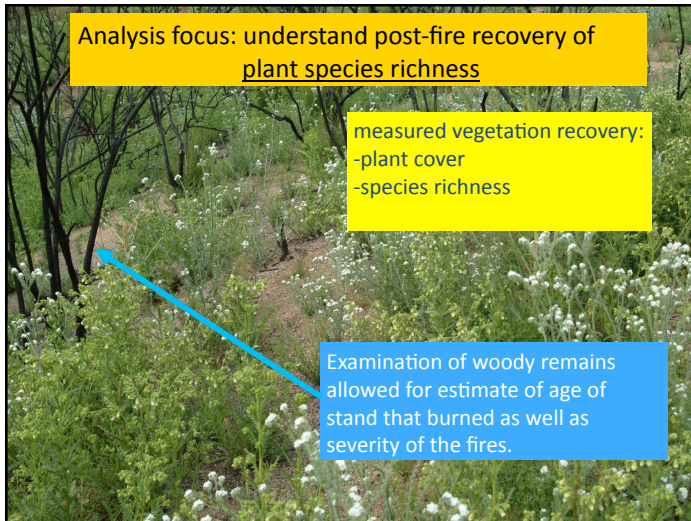 Analysis focus: understand post-fire recovery of
plant species richness
measured vegetation recovery:
-plant cover
-species richness
Examination of woody remains
allowed for estimate of age of
stand that burned as well as
severity of the fires.